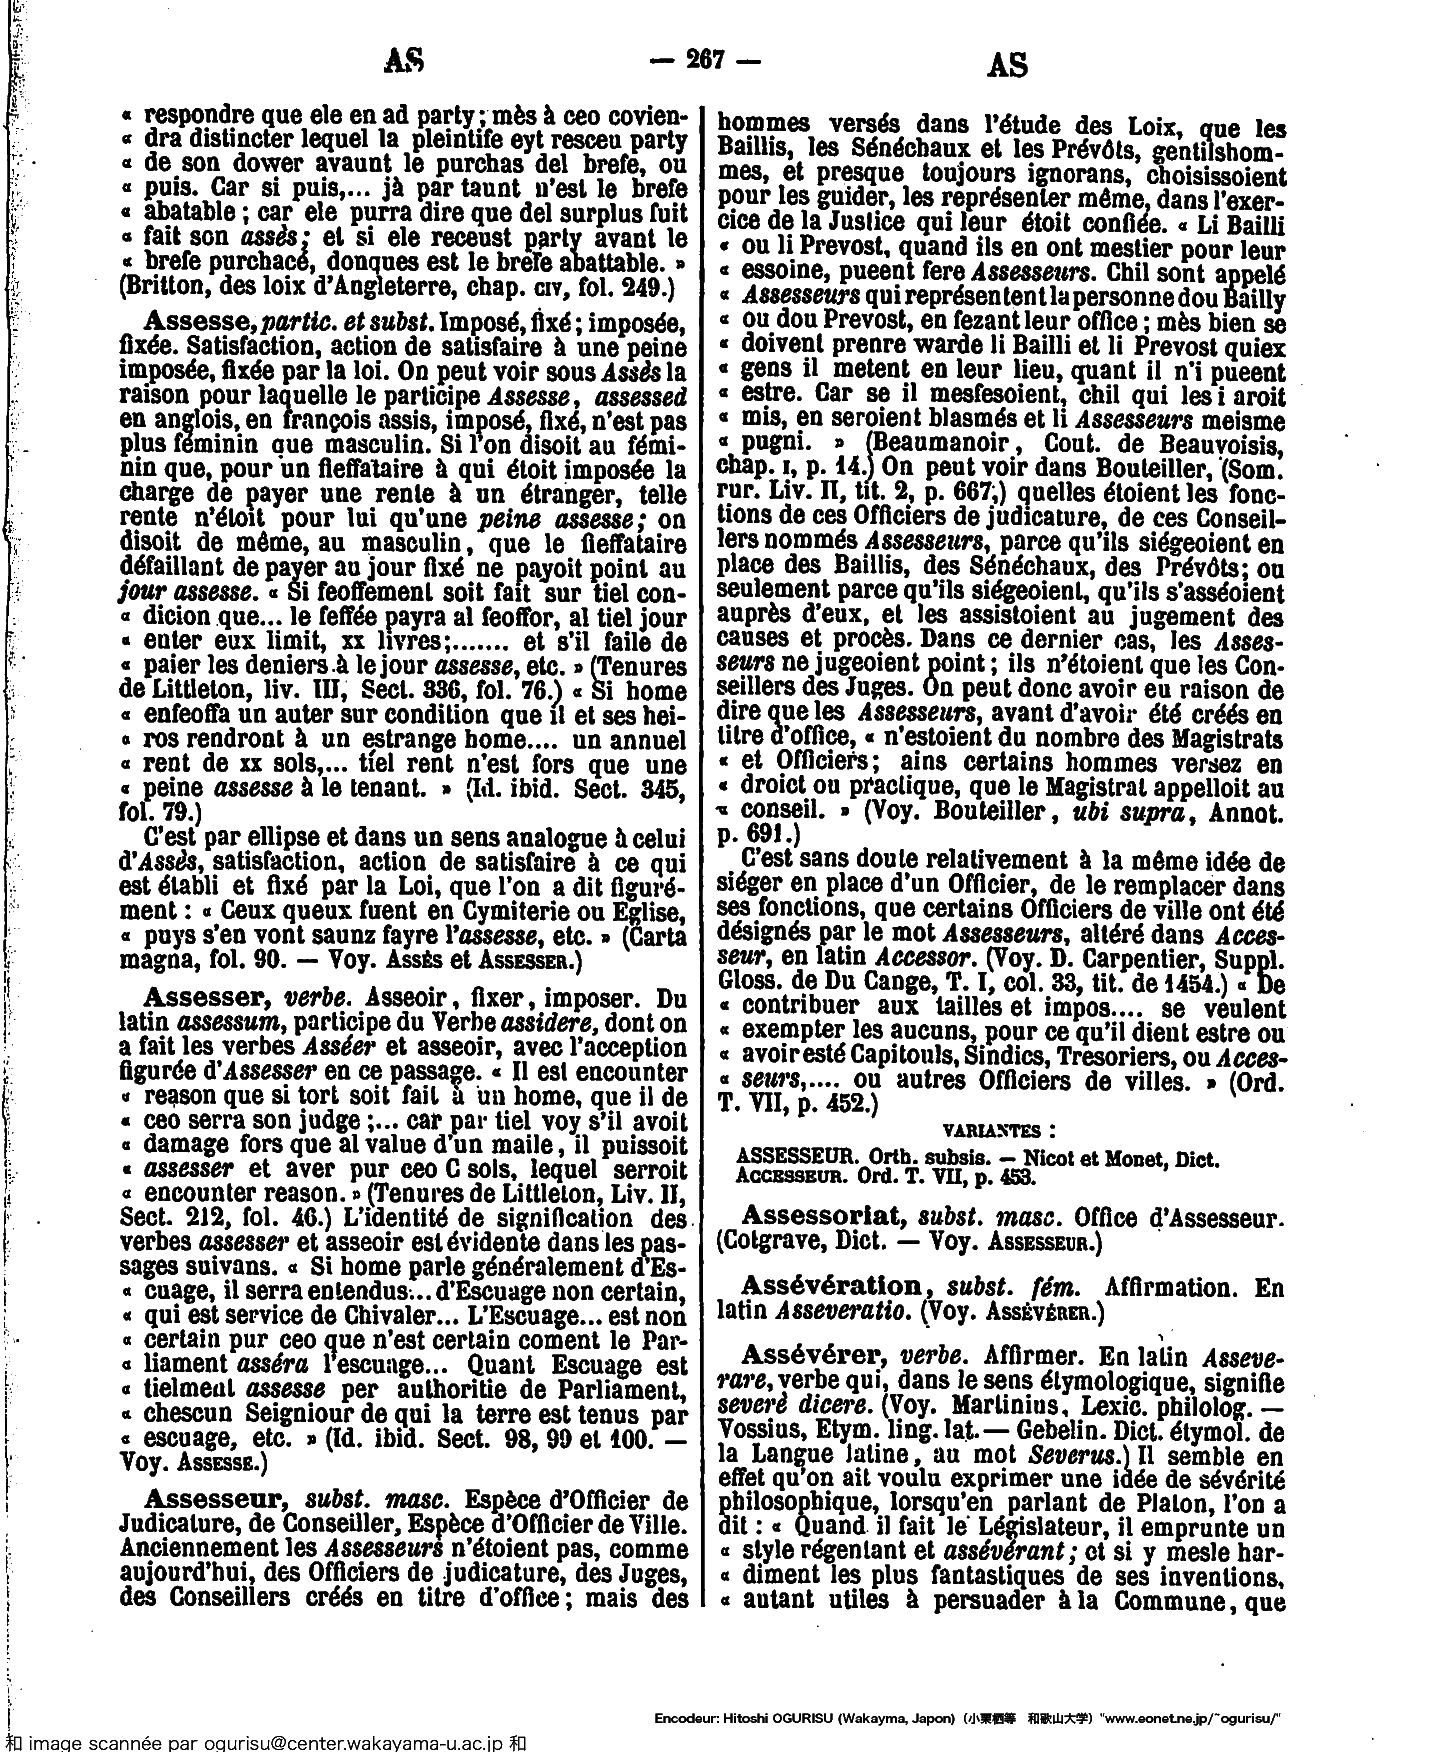 AS — 267 — AS
« respondre que ele en ad party; mès à ceo covien-
« dra distincter lequel la pleintife eyt resceu party
« de son dower avaunt le purchas del brefe, ou
« puis. Car si puis,... jà par taunt n'est le brefe
« abatable; car ele purra dire que del surplus fuit
« fait son assès; et si ele receust party avant le
« brefe purchacé, donques est le brefe abattable. »
(Britton, des loix d'Angleterre, chap. CIV, fol. 249.)
Assesse, partic. et subst. Imposé, fixé; imposée,
fixée. Satisfaction, action de satisfaire à une peine
imposée, fixée par la loi. On peut voir sous Assès la
raison pour laquelle le participe Assesse, assessed
en anglois, en françois assis, imposé, fixé, n'est pas
plus féminin que masculin. Si l'on disoit au fémi-
nin que, pour un fieffataire à qui étoit imposée la
charge de payer une rente à un étranger, telle
rente n'étoit pour lui qu'une peine assesse; on
disoit de même, au masculin, que le fieffataire
défaillant de payer au jour fixé ne payoit point au
jour assesse. « Si feoffement soit fait sur tiel con-
« dicion que... le feffée payra al feoffor, al tiel jour
« enter eux limit, xx livres;....... et s'il faile de
« paier les deniers à le jour assesse, etc. » (Tenures
de Littleton, liv. III, Sect. 336, fol. 76.) « Si home
« enfeoffa un auter sur condition que il et ses hei-
« ros rendront à un estrange home.... un annuel
« rent de xx sols,... tiel rent n'est fors que une
« peine assesse à le tenant. » (Id. ibid. Sect. 345,
fol. 79.)
C'est par ellipse et dans un sens analogue à celui
d'Assès, satisfaction, action de satisfaire à ce qui
est établi et fixé par la Loi, que l'on a dit figuré-
ment : « Ceux queux fuent en Cymiterie ou Eglise,
« puys s'en vont saunz fayre l'assesse, etc. » (Carta
magna, fol. 90. — Voy. Assès et Assesser.)
Assesser, verbe. Asseoir, fixer, imposer. Du
latin assessum, participe du Verbe assidere, dont on
a fait les verbes Asséer et asseoir, avec l'acception
figurée d'Assesser en ce passage. « Il est encounter
« reason que si tort soit fait à un home, que il de
« ceo serra son judge;... car par tiel voy s'il avoit
« damage fors que al value d'un maile, il puissoit
« assesser et aver pur ceo C sols, lequel serroit
« encounter reason. » (Tenures de Littleton, Liv. II,
Sect. 212, fol. 46.) L'identité de signification des
verbes assesser et asseoir est évidente dans les pas-
sages suivans. « Si home parle généralement d'Es-
« cuage, il serra entendus... d'Escuage non certain,
« qui est service de Chivaler... L'Escuage... est non
« certain pur ceo que n'est certain coment le Par-
« liament asséra l'escuage... Quant Escuage est
« tielment assesse per authoritie de Parliament,
« chescun Seigniour de qui la terre est tenus par
« escuage, etc. » (Id. ibid. Sect. 98, 99 et 100. —
Voy. Assesse.)
Assesseur, subst. masc. Espèce d'Officier de
Judicature, de Conseiller, Espèce d'Officier de Ville.
Anciennement les Assesseurs n'étoient pas, comme
aujourd'hui, des Officiers de judicature, des Juges,
des Conseillers créés en titre d'office; mais des
hommes versés dans l'étude des Loix, que les
Baillis, les Sénéchaux et les Prévôts, gentilshom-
mes, et presque toujours ignorans, choisissoient
pour les guider, les représenter même, dans l'exer-
cice de la Justice qui leur étoit confiée. « Li Bailli
« ou li Prevost, quand ils en ont mestier pour leur
« essoine, pueent fere Assesseurs. Chil sont appelé
« Assesseurs qui représentent la personne dou Bailly
« ou dou Prevost, en fezant leur office; mès bien se
« doivent prenre warde li Bailli et li Prevost quiex
« gens il metent en leur lieu, quant il n'i pueent
« estre. Car se il mesfesoient, chil qui les i aroit
« mis, en seroient blasmés et li Assesseurs meisme
« pugni. » (Beaumanoir, Cout. de Beauvoisis,
chap. I, p. 14.) On peut voir dans Bouteiller, (Som.
rur. Liv. II, tit. 2, p. 667;) quelles étoient les fonc-
tions de ces Officiers de judicature, de ces Conseil-
lers nommés Assesseurs, parce qu'ils siégeoient en
place des Baillis, des Sénéchaux, des Prévôts; ou
seulement parce qu'ils siégeoient, qu'ils s'asséoient
auprès d'eux, et les assistoient au jugement des
causes et procès. Dans ce dernier cas, les Asses-
seurs ne jugeoient point; ils n'étoient que les Con-
seillers des Juges. On peut donc avoir eu raison de
dire que les Assesseurs, avant d'avoir été créés en
titre d'office, « n'estoient du nombre des Magistrats
« et Officiers; ains certains hommes versez en
« droict ou practique, que le Magistrat appelloit au
« conseil. » (Voy. Bouteiller, ubi supra, Annot.
p. 691.)
C'est sans doute relativement à la même idée de
siéger en place d'un Officier, de le remplacer dans
ses fonctions, que certains Officiers de ville ont été
désignés par le mot Assesseurs, altéré dans Acces-
seur, en latin Accessor. (Voy. D. Carpentier, Suppl.
Gloss. de Du Cange, T. I, col. 33, tit. de 1454.) « De
« contribuer aux tailles et impos.... se veulent
« exempter les aucuns, pour ce qu'il dient estre ou
« avoir esté Capitouls, Sindics, Tresoriers, ou Acces-
« seurs,.... ou autres Officiers de villes. » (Ord.
T. VII, p. 452.)
VARIANTES :
ASSESSEUR. Orth. subsis. — Nicot et Monet, Dict.
ACCESSEUR. Ord. T. VII, p. 453.
Assessoriat, subst. masc. Office d'Assesseur.
(Cotgrave, Dict. — Voy. Assesseur.)
Assévération, subst. fém. Affirmation. En
latin Asseveratio. (Voy. Assévérer.)
Assévérer, verbe. Affirmer. En latin Asseve-
rare, verbe qui, dans le sens étymologique, signifie
severè dicere. (Voy. Martinius, Lexic. philolog. —
Vossius, Etym. ling. lat. — Gebelin. Dict. étymol. de
la Langue latine, au mot Severus.) Il semble en
effet qu'on ait voulu exprimer une idée de sévérité
philosophique, lorsqu'en parlant de Platon, l'on a
dit : « Quand il fait le Législateur, il emprunte un
« style régentant et assévérant; et si y mesle har-
« diment les plus fantastiques de ses inventions,
« autant utiles à persuader à la Commune, que
Encodeur: Hitoshi OGURISU (Wakayma, Japon) (小栗栖等 和歌山大学) "www.eonet.ne.jp/~ogurisu/"
和 image scannée par ogurisu@center.wakayama-u.ac.jp 和